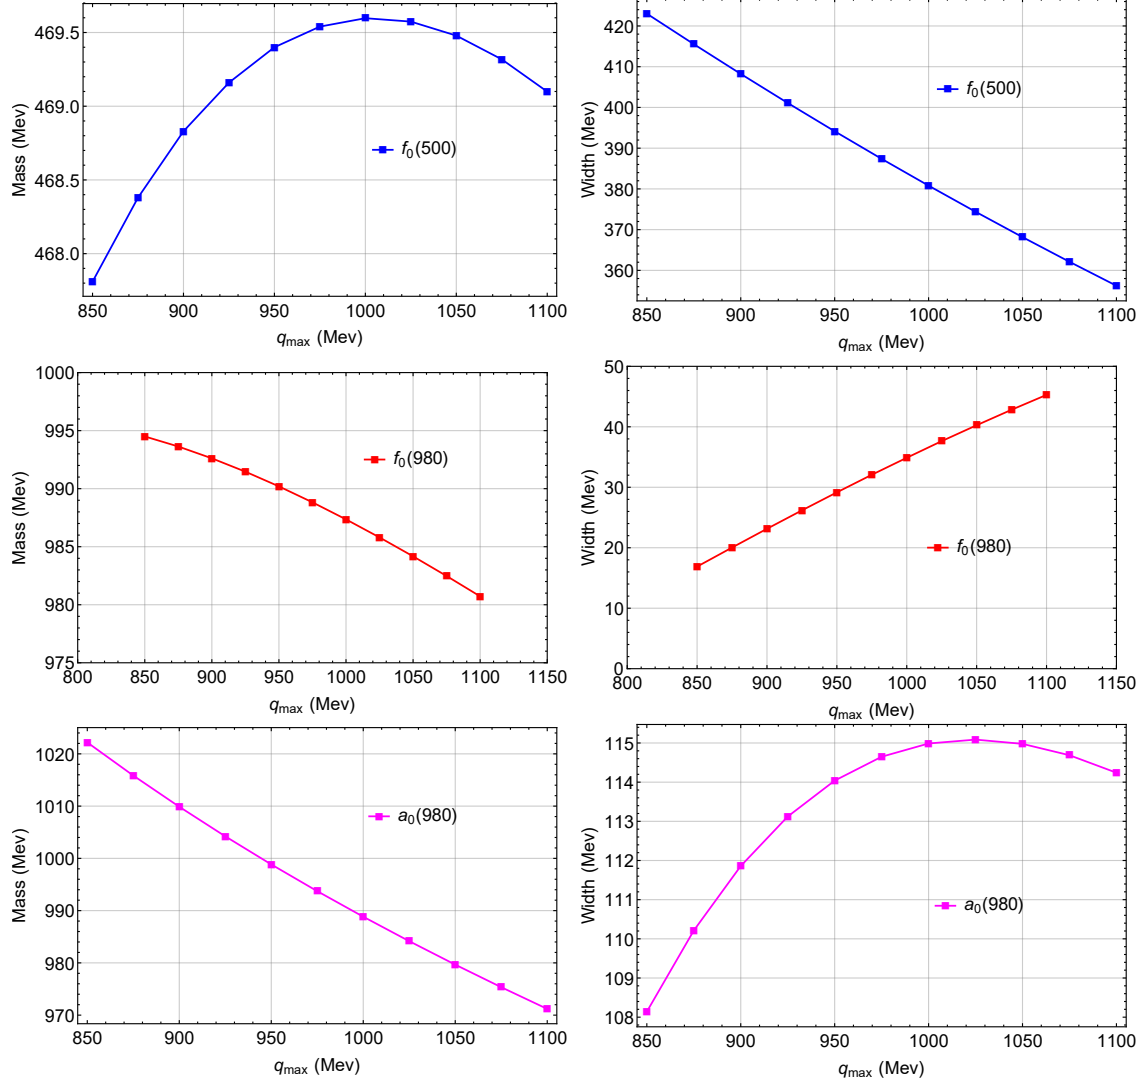 469.5
469.0
468.5
468.0
Mass (Mev)
f0(500)
850 900 950 1000 1050 1100
qmax (Mev)
420
410
400
390
380
370
360
Width (Mev)
f0(500)
850 900 950 1000 1050 1100
qmax (Mev)
1000
995
990
985
980
975
Mass (Mev)
f0(980)
800 850 900 950 1000 1050 1100 1150
qmax (Mev)
50
40
30
20
10
0
Width (Mev)
f0(980)
800 850 900 950 1000 1050 1100 1150
qmax (Mev)
1020
1010
1000
990
980
970
Mass (Mev)
a0(980)
850 900 950 1000 1050 1100
qmax (Mev)
115
114
113
112
111
110
109
108
Width (Mev)
a0(980)
850 900 950 1000 1050 1100
qmax (Mev)